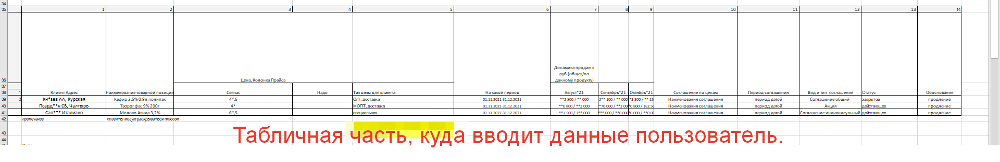 34
35 1 2 3 4 5 6 7 8 9 10 11 12 13 14
Динамика продаж в
руб (общая/по
36 Цена, Колонка Прайса данному продукту)
37
38 1 Клиент Адрес Наименование товарной позиции Сейчас Надо Тип цены для клиента На какой период Август*21 Сентябрь*21 Октябрь*21 Соглашение по ценам Период соглашения Вид и тип соглашения Статус Обоснование
39 2 Кн*зев АА, Курская Кефир 2,5% 0,9л полипак 4*,6 Опт, доставка 01.11.2021 31.12.2021 **2 800 / ** 000 2** 100 / ** 000 *3 300 / ** 25 Наименования соглашения период датой Соглашение общий закрытое продление
40 Псард**н СВ, Чалтырь Творог фас 9% 200г 4* МОПТ, доставка 01.11.2021 31.12.2021 **0 800 / **2 000 **70 000 / **3 00 *0 800 / 162 50 Наименования соглашения период датой Акция действующее продление
41 Сап*** Италиано Молоко Авида 3,2% 6*,5 специальная 01.11.2021 31.12.2021 **1 500 / 1** 000 *** 000 / **0 000 *0 000 / **0 00 Наименования соглашения период датой Соглашение индивидаульный действующее продление
42 примечание клиенты могут раскрываться плюсом
43
Табличная часть, куда вводит данные пользователь.
44